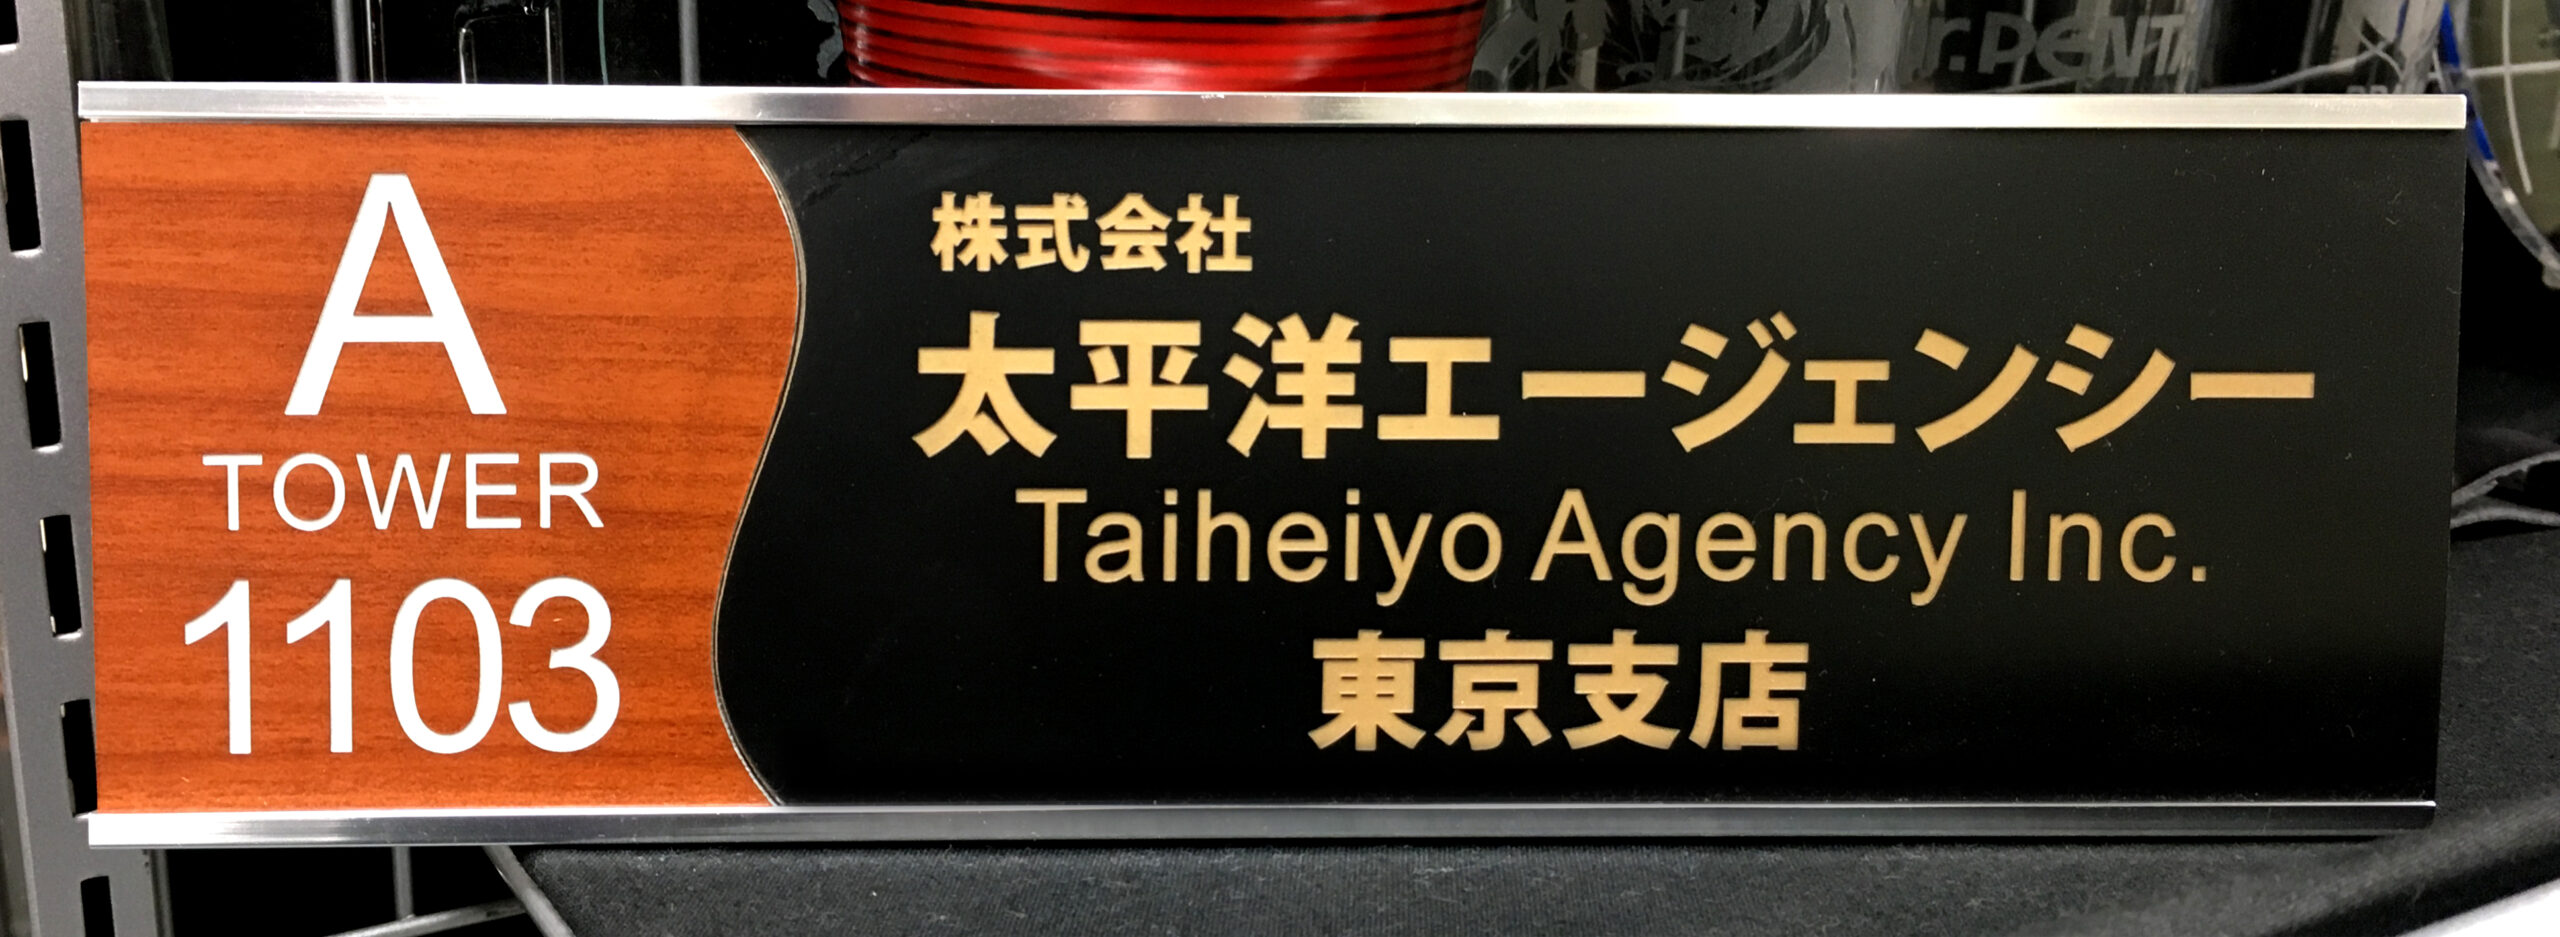 A
TOWER
1103
株式会社
太平洋エージェンシー
Taiheiyo Agency Inc.
東京支店
r.PENTA